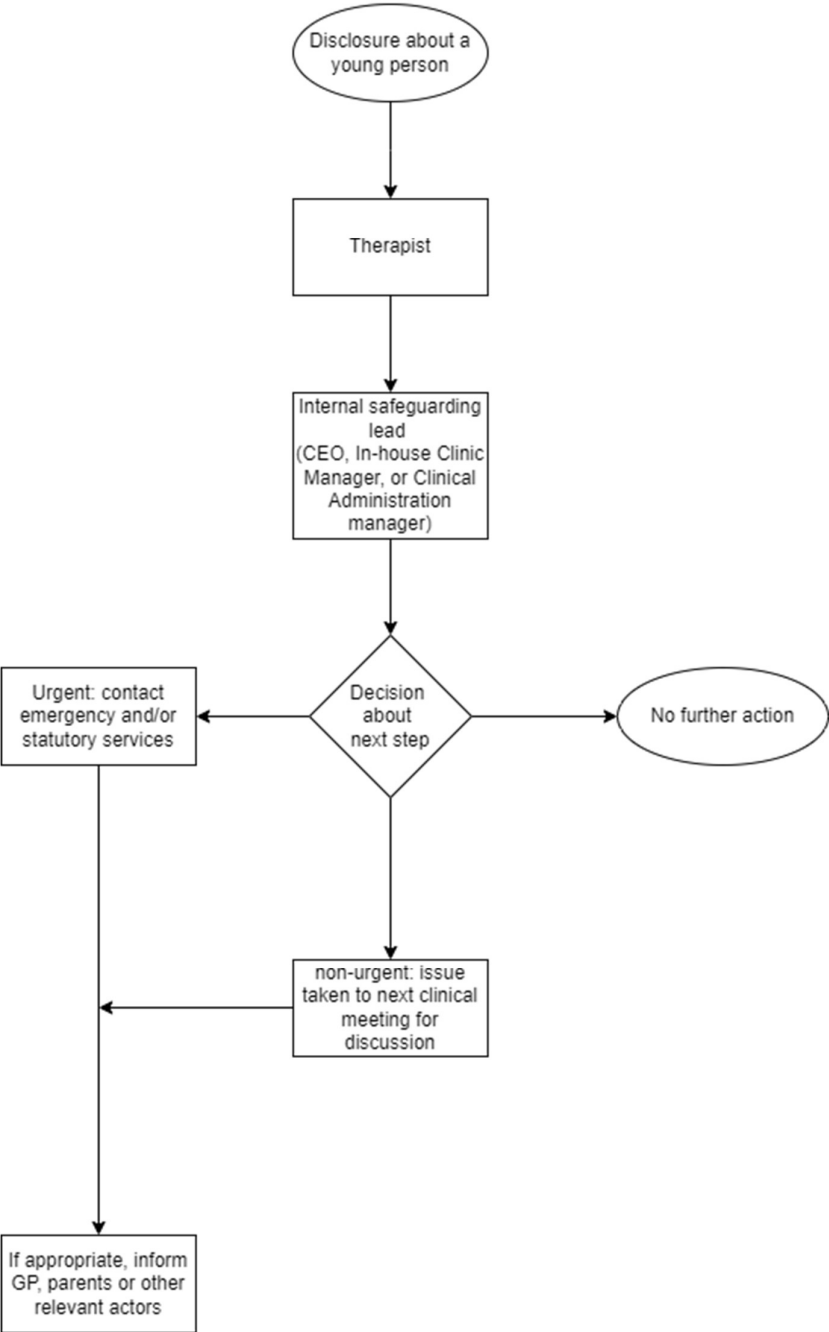 Disclosure about a
young person
Therapist
Internal safeguarding
lead
(CEO, In-house Clinic
Manager, or Clinical
Administration
manager)
Urgent: contact
emergency and/or
statutory services
Decision
about
next step
No further action
non-urgent: issue
taken to next clinical
meeting for
discussion
If appropriate, inform
GP, parents or other
relevant actors